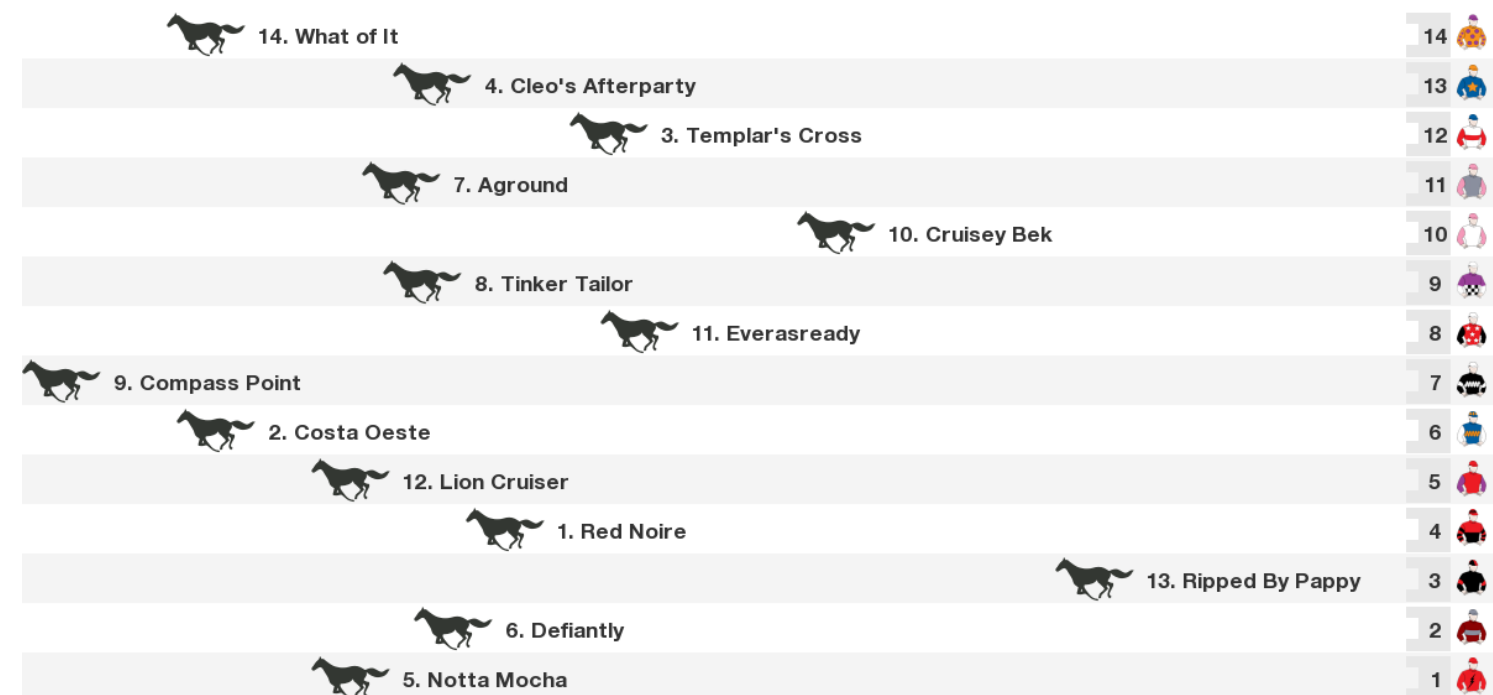 14. What of It 14
4. Cleo's Afterparty 13
3. Templar's Cross 12
7. Aground 11
10. Cruisey Bek 10
8. Tinker Tailor 9
11. Everasready 8
9. Compass Point 7
2. Costa Oeste 6
12. Lion Cruiser 5
1. Red Noire 4
13. Ripped By Pappy 3
6. Defiantly 2
5. Notta Mocha 1